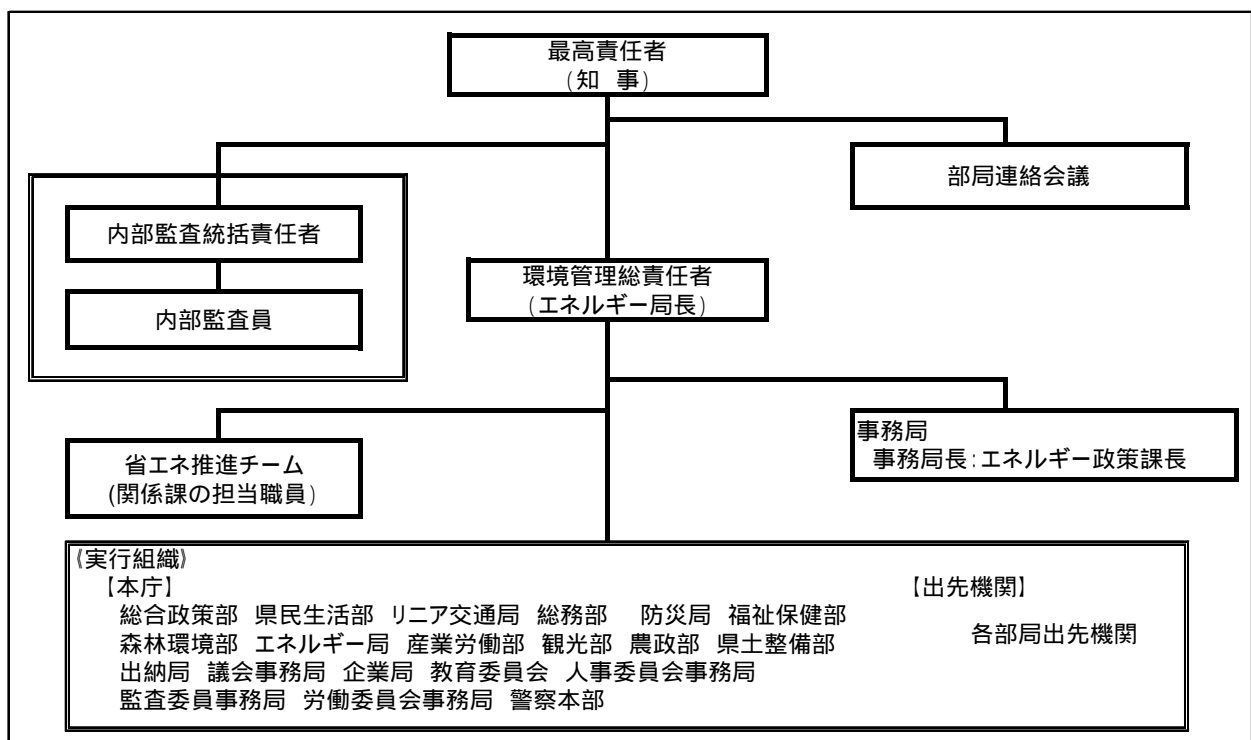 最高責任者
(知 事)
部局連絡会議
内部監査統括責任者
内部監査員
環境管理総責任者
(エネルギー局長)
省エネ推進チーム
(関係課の担当職員)
事務局
事務局長:エネルギー政策課長
《実行組織》
【本庁】 【出先機関】
総合政策部 県民生活部 リニア交通局 総務部 防災局 福祉保健部
森林環境部 エネルギー局 産業労働部 観光部 農政部 県土整備部
各部局出先機関
出納局 議会事務局 企業局 教育委員会 人事委員会事務局
監査委員事務局 労働委員会事務局 警察本部